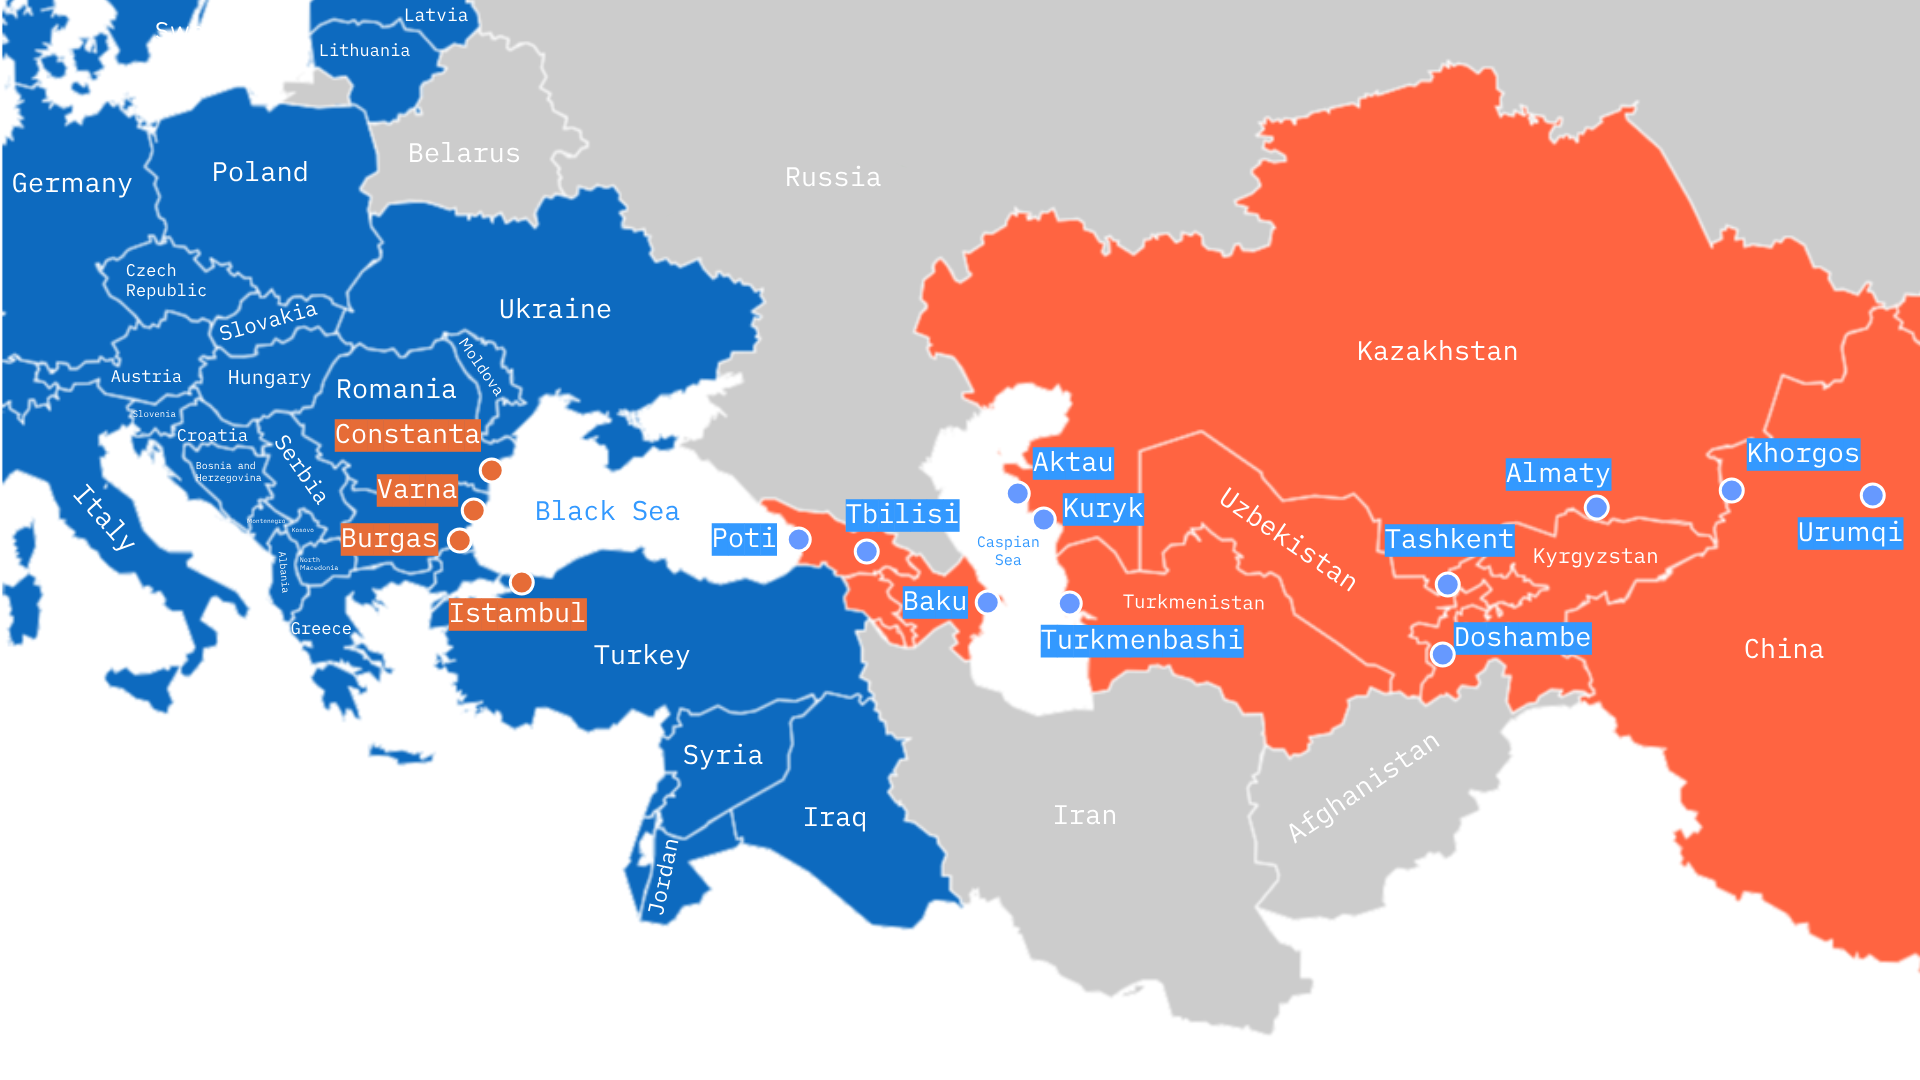 Latvia
Lithuania
Belarus
Germany
Poland
Russia
Czech
Republic
Slovakia
Ukraine
Moldova
Austria
Hungary
Romania
Kazakhstan
Slovenia
Croatia
Constanta
Serbia
Bosnia and
Herzegovina
Italy
Varna
Black Sea
Montenegro
Kosovo
Burgas
Albania
North
Macedonia
Istambul
Greece
Turkey
Poti
Tbilisi
Aktau
Kuryk
Caspian
Sea
Baku
Turkmenbashi
Turkmenistan
Uzbekistan
Almaty
Khorgos
Urumqi
Tashkent
Kyrgyzstan
Doshambe
China
Syria
Iraq
Jordan
Iran
Afghanistan